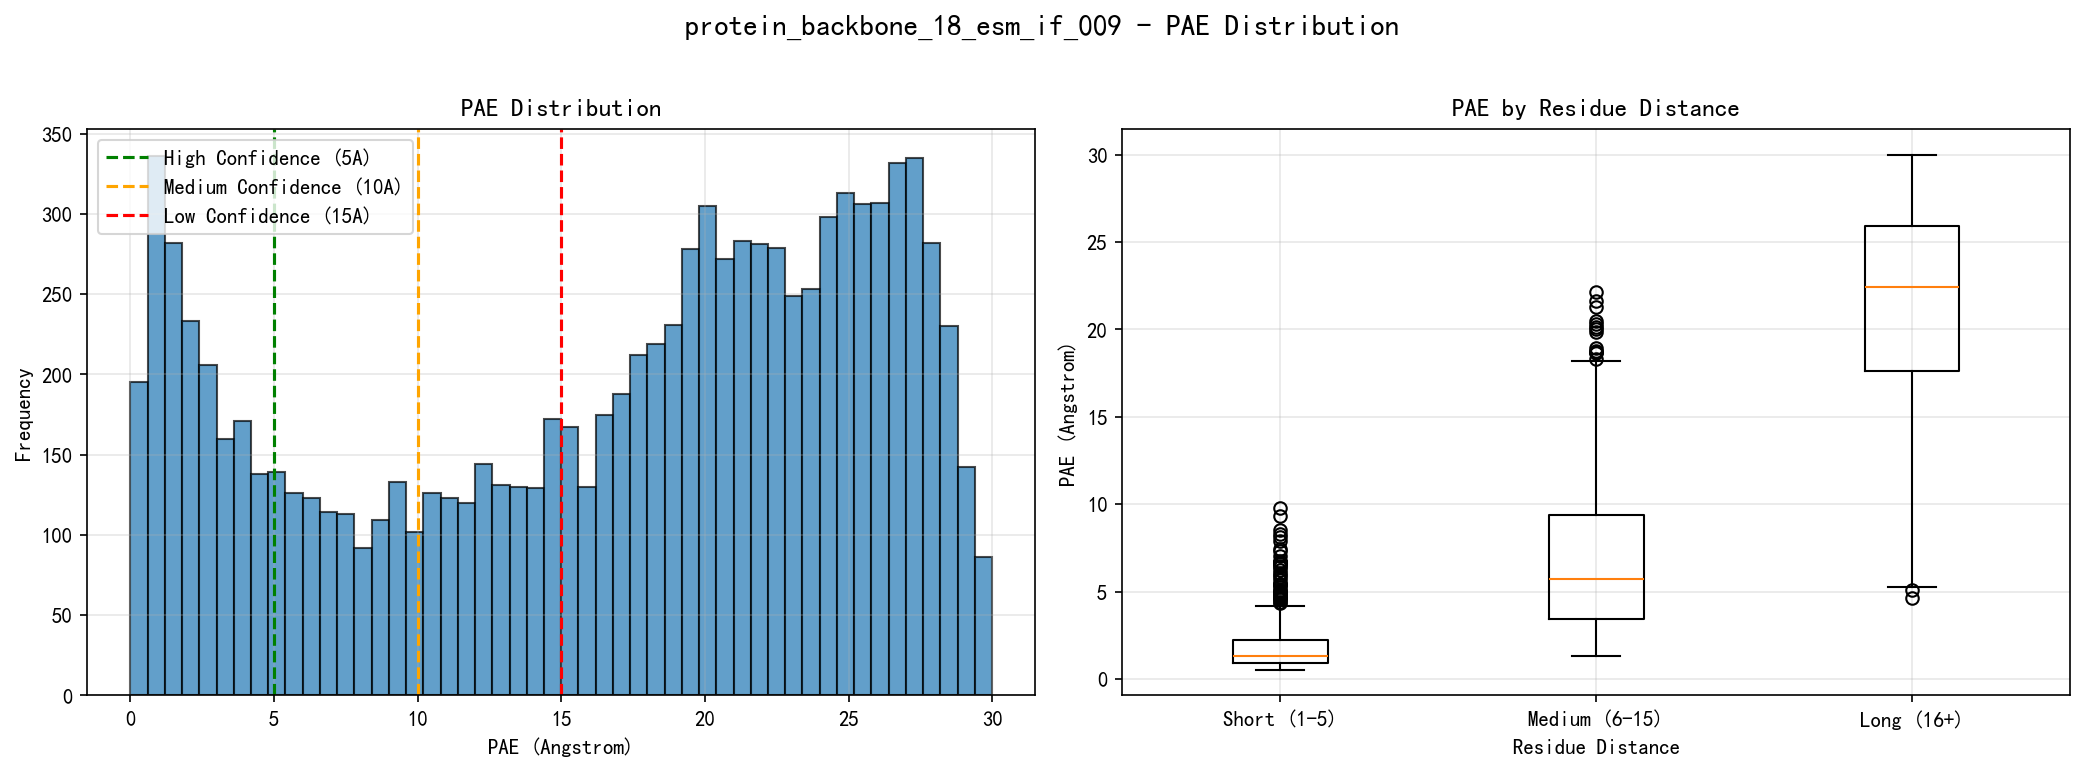 protein_backbone_18_esm_if_009 - PAE Distribution
PAE Distribution
350
300
250
200
150
100
50
0
Frequency
High Confidence (5A)
Medium Confidence (10A)
Low Confidence (15A)
0 5 10 15 20 25 30
PAE (Angstrom)
PAE by Residue Distance
30
25
20
15
10
5
0
PAE (Angstrom)
Short (1-5) Medium (6-15) Long (16+)
Residue Distance